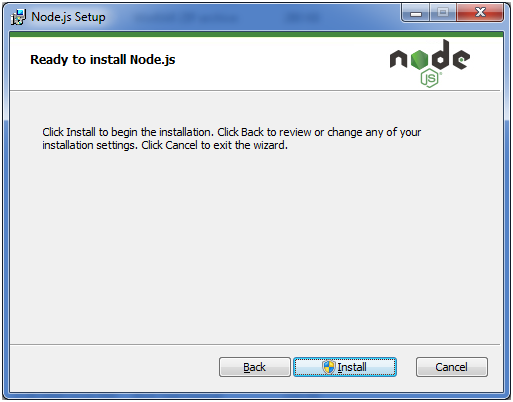 Node.js Setup
Ready to install Node.js
node
JS
Click Install to begin the installation. Click Back to review or change any of your
installation settings. Click Cancel to exit the wizard.
Back
Install
Cancel